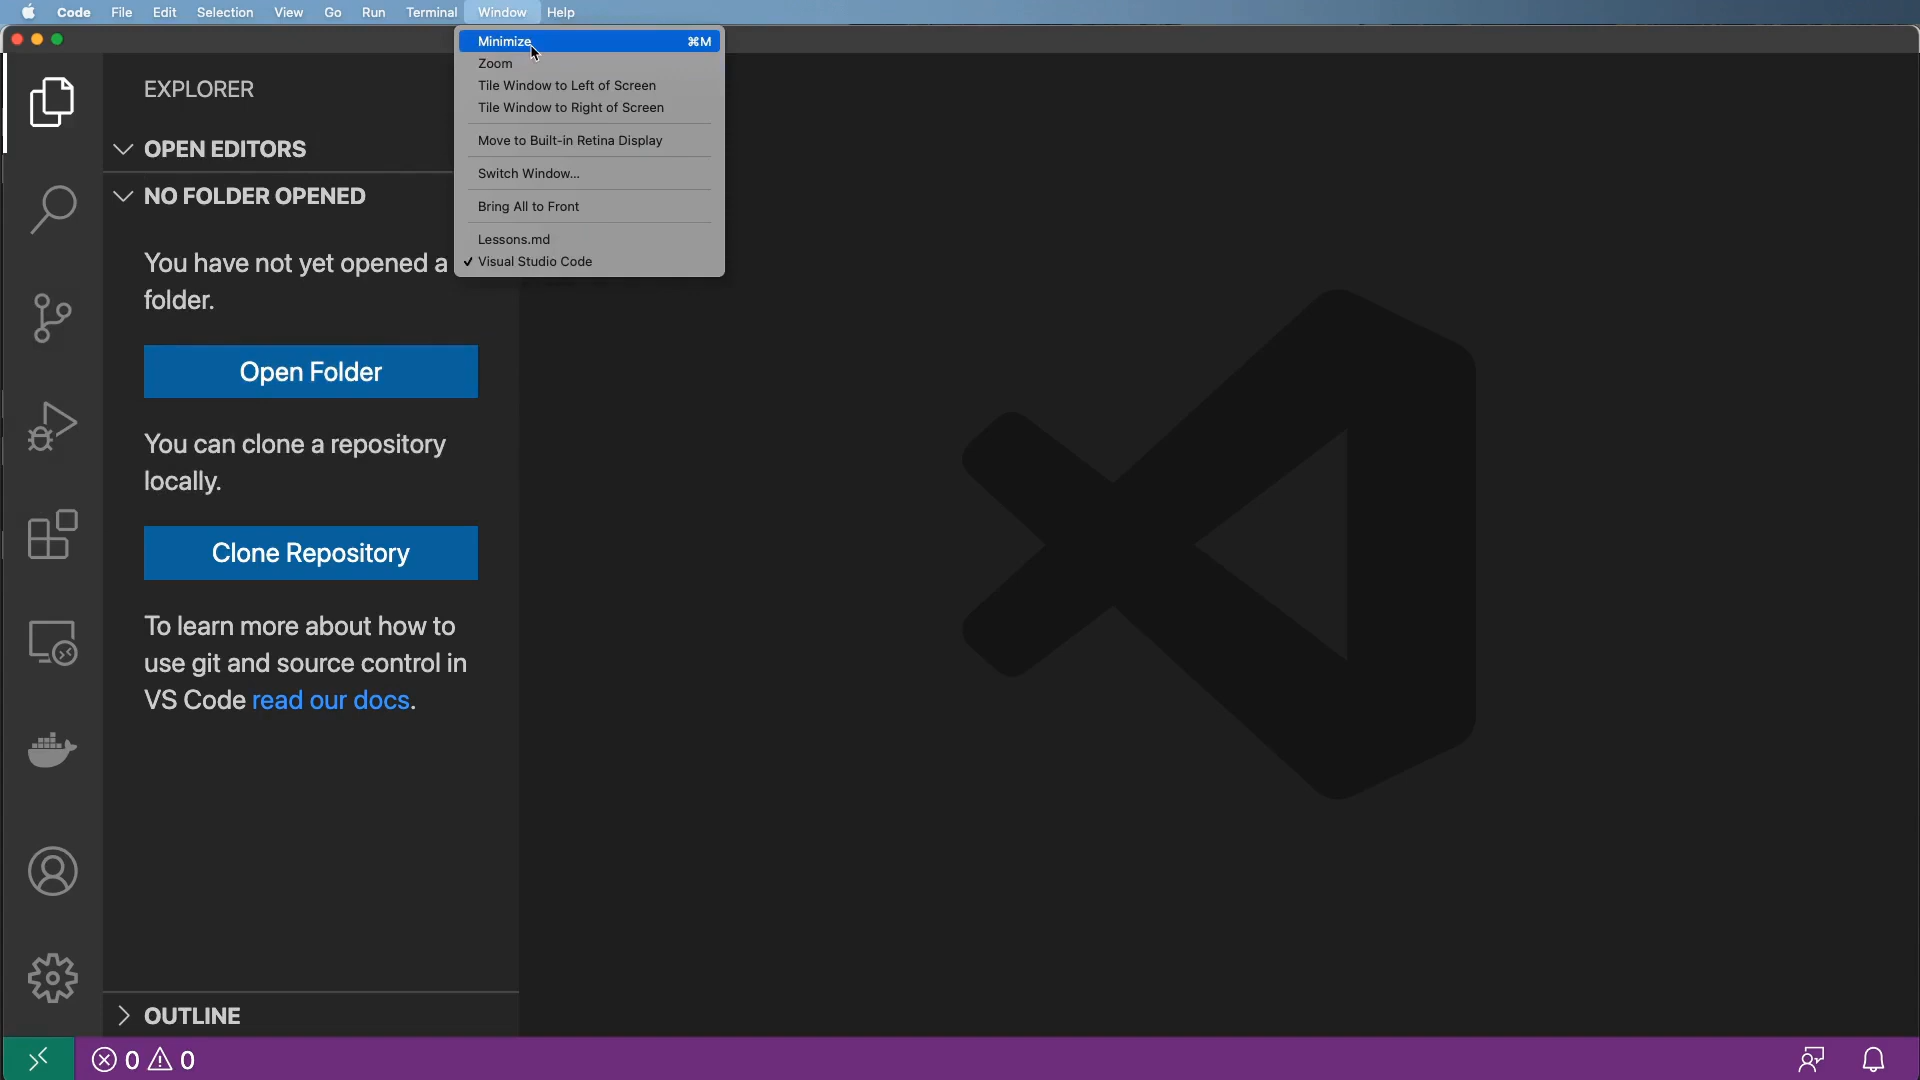 Code File Edit Selection View Go Run Terminal Window Help
Minimize ⌘M
Zoom
Tile Window to Left of Screen
Tile Window to Right of Screen
Move to Built-in Retina Display
Switch Window...
Bring All to Front
Lessons.md
✓ Visual Studio Code
EXPLORER
OPEN EDITORS
NO FOLDER OPENED
You have not yet opened a
folder.
Open Folder
You can clone a repository
locally.
Clone Repository
To learn more about how to
use git and source control in
VS Code read our docs.
OUTLINE
0 0